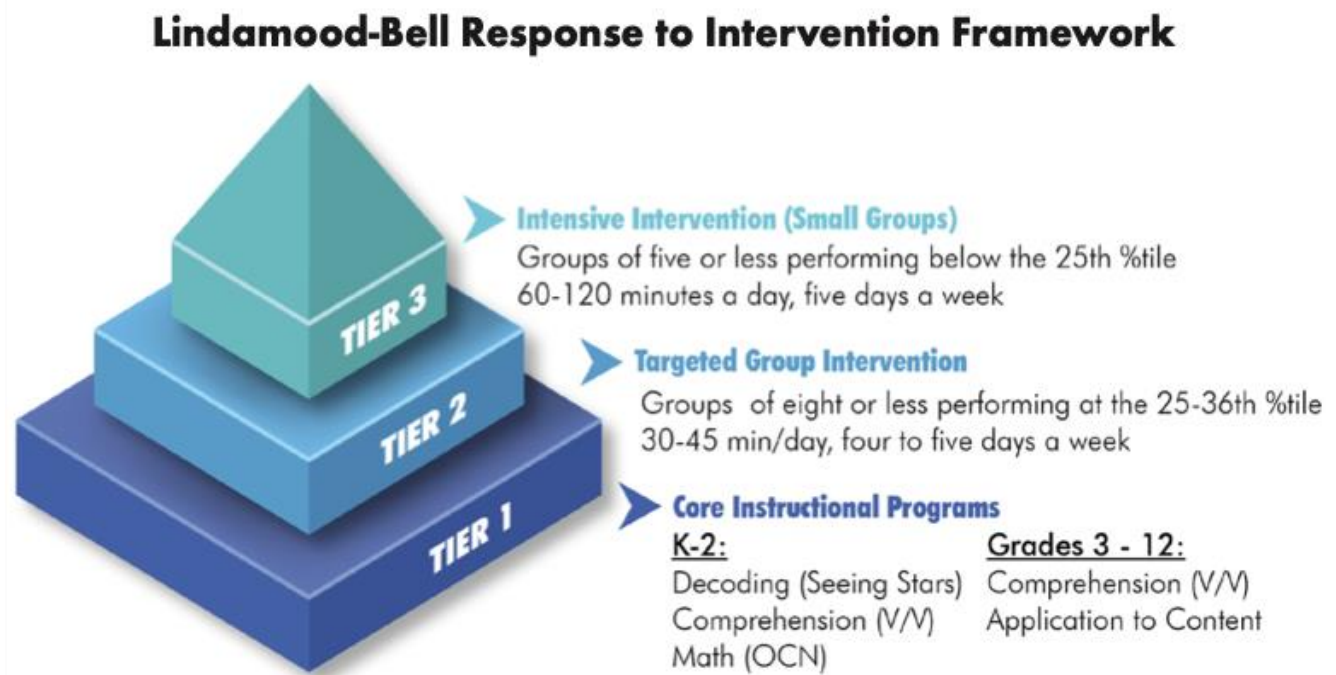 Lindamood-Bell Response to Intervention Framework
Intensive Intervention (Small Groups)
Groups of five or less performing below the 25th %tile
60-120 minutes a day, five days a week
TIER 3
Targeted Group Intervention
Groups of eight or less performing at the 25-36th %tile
30-45 min/day, four to five days a week
TIER 2
Core Instructional Programs
TIER 1
K-2:
Decoding (Seeing Stars)
Comprehension (V/V)
Math (OCN)
Grades 3 - 12:
Comprehension (V/V)
Application to Content